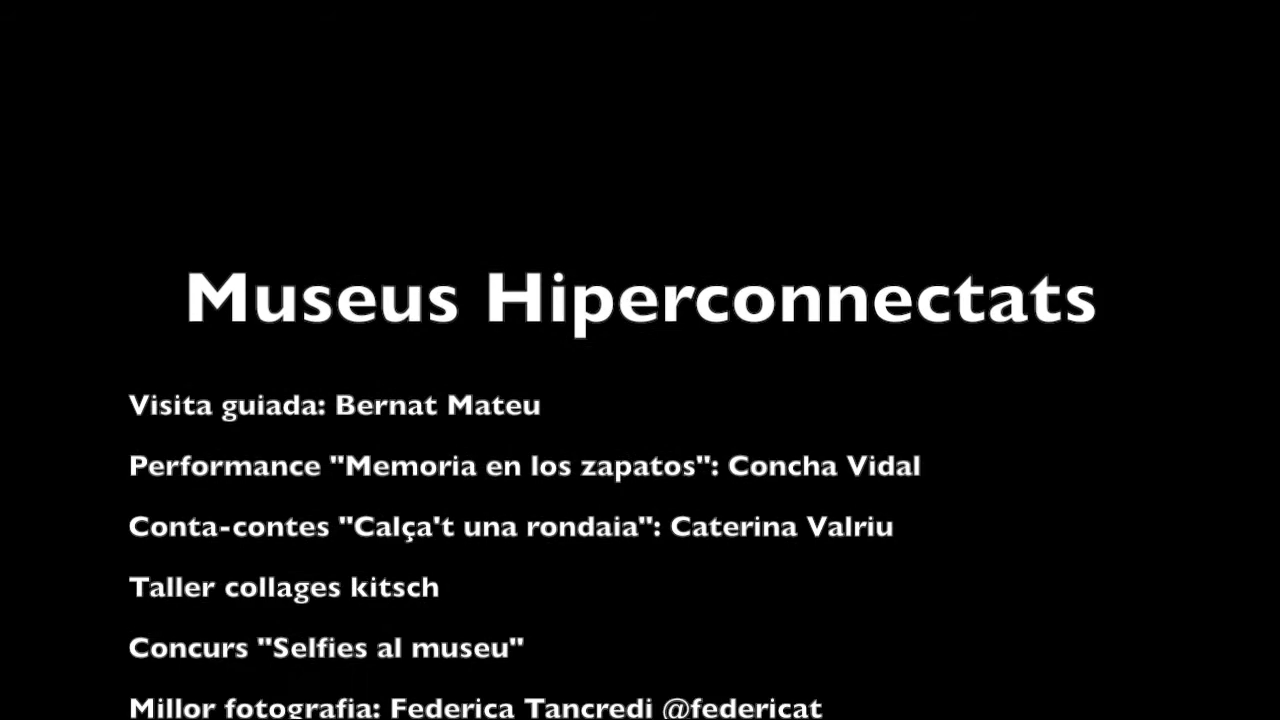 Museus Hiperconnectats
Visita guiada: Bernat Mateu
Performance "Memoria en los zapatos": Concha Vidal
Conta-contes "Calça't una rondaia": Caterina Valriu
Taller collages kitsch
Concurs "Selfies al museu"
Millor fotografia: Federica Tancredi @federicat